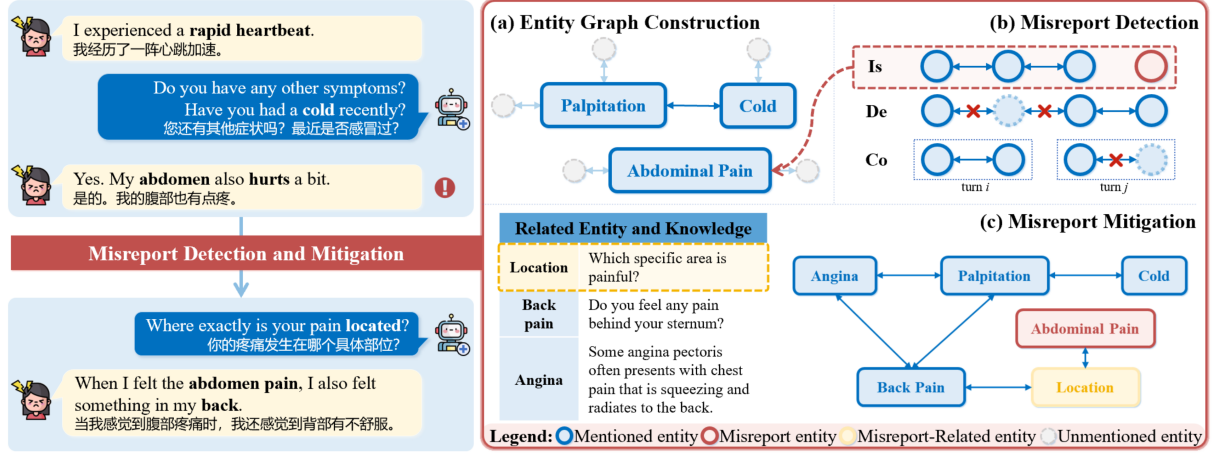 I experienced a rapid heartbeat.
我经历了一阵心跳加速。
Do you have any other symptoms?
Have you had a cold recently?
您还有其他症状吗？最近是否感冒过？
Yes. My abdomen also hurts a bit.
是的。我的腹部也有点疼。
Misreport Detection and Mitigation
Where exactly is your pain located?
你的疼痛发生在哪个具体部位？
When I felt the abdomen pain, I also felt
something in my back.
当我感觉到腹部疼痛时，我还感觉到背部有不舒服。
(a) Entity Graph Construction
Palpitation
Cold
Abdominal Pain
(b) Misreport Detection
Is
De
Co
turn i
turn j
Related Entity and Knowledge
Location
Which specific area is
painful?
Back
pain
Do you feel any pain
behind your sternum?
Angina
Some angina pectoris
often presents with chest
pain that is squeezing and
radiates to the back.
(c) Misreport Mitigation
Angina
Palpitation
Cold
Abdominal Pain
Back Pain
Location
Legend: Mentioned entity Misreport entity Misreport-Related entity Unmentioned entity